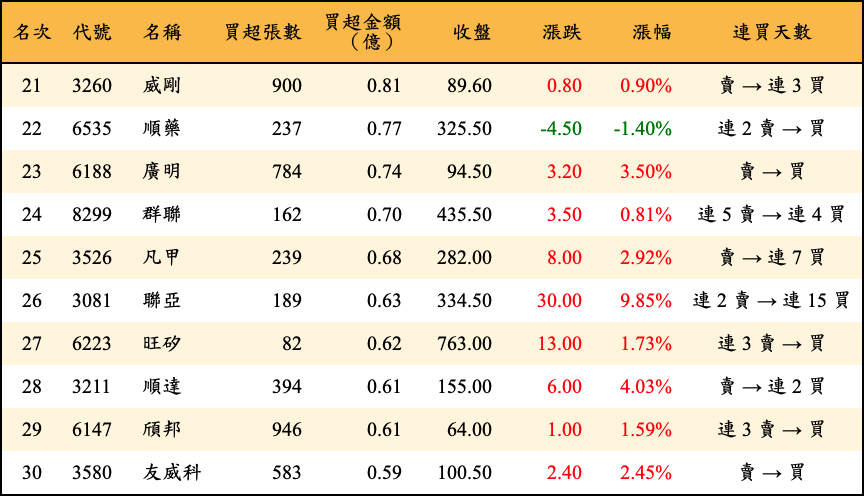 名次 代號 名稱 買超張數 買超金額（億） 收盤 漲跌 漲幅 連買天數
21 3260 威剛 900 0.81 89.60 0.80 0.90% 賣 → 連 3 買
22 6535 順藥 237 0.77 325.50 -4.50 -1.40% 連 2 賣 → 買
23 6188 廣明 784 0.74 94.50 3.20 3.50% 賣 → 買
24 8299 群聯 162 0.70 435.50 3.50 0.81% 連 5 賣 → 連 4 買
25 3526 凡甲 239 0.68 282.00 8.00 2.92% 賣 → 連 7 買
26 3081 聯亞 189 0.63 334.50 30.00 9.85% 連 2 賣 → 連 15 買
27 6223 旺矽 82 0.62 763.00 13.00 1.73% 連 3 賣 → 買
28 3211 順達 394 0.61 155.00 6.00 4.03% 賣 → 連 2 買
29 6147 頎邦 946 0.61 64.00 1.00 1.59% 連 3 賣 → 買
30 3580 友威科 583 0.59 100.50 2.40 2.45% 賣 → 買